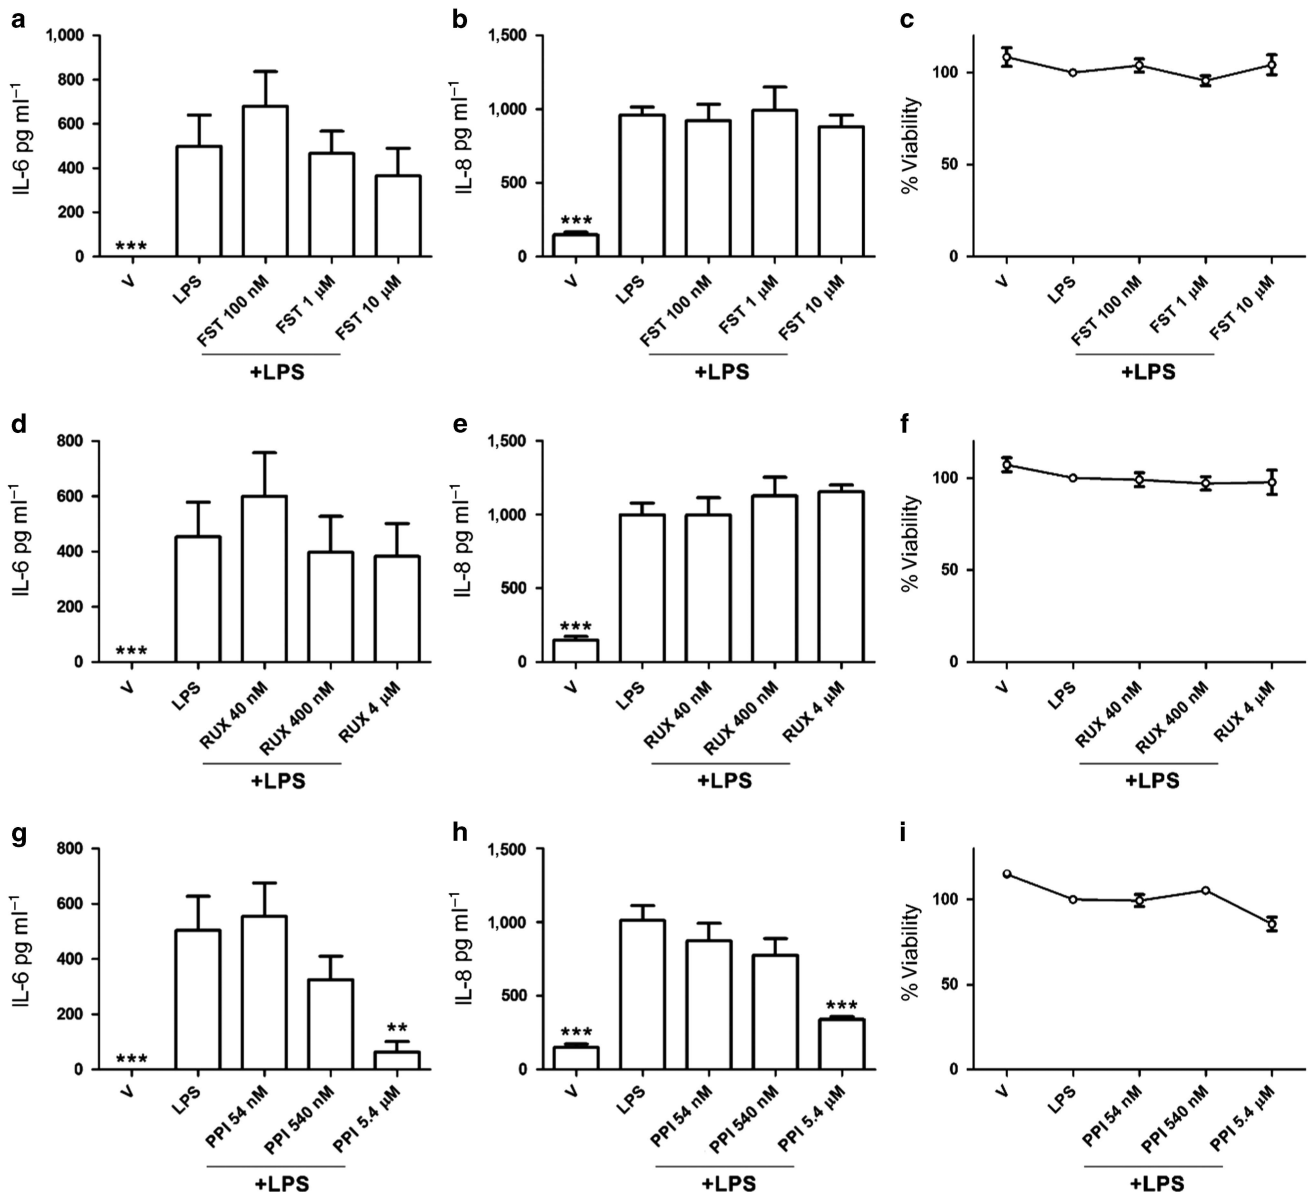 a
1,000
800
600
400
200
0
IL-6 pg ml−1
***
V
LPS
FST 100 nM
FST 1 µM
FST 10 µM
+LPS
b
1,500
1,000
500
0
IL-8 pg ml−1
***
V
LPS
FST 100 nM
FST 1 µM
FST 10 µM
+LPS
c
100
50
0
% Viability
V
LPS
FST 100 nM
FST 1 µM
FST 10 µM
+LPS
d
800
600
400
200
0
IL-6 pg ml−1
***
V
LPS
RUX 40 nM
RUX 400 nM
RUX 4 µM
+LPS
e
1,500
1,000
500
0
IL-8 pg ml−1
***
V
LPS
RUX 40 nM
RUX 400 nM
RUX 4 µM
+LPS
f
100
50
0
% Viability
V
LPS
RUX 40 nM
RUX 400 nM
RUX 4 µM
+LPS
g
800
600
400
200
0
IL-6 pg ml−1
***
**
V
LPS
PPI 54 nM
PPI 540 nM
PPI 5.4 µM
+LPS
h
1,500
1,000
500
0
IL-8 pg ml−1
***
***
V
LPS
PPI 54 nM
PPI 540 nM
PPI 5.4 µM
+LPS
i
100
50
0
% Viability
V
LPS
PPI 54 nM
PPI 540 nM
PPI 5.4 µM
+LPS